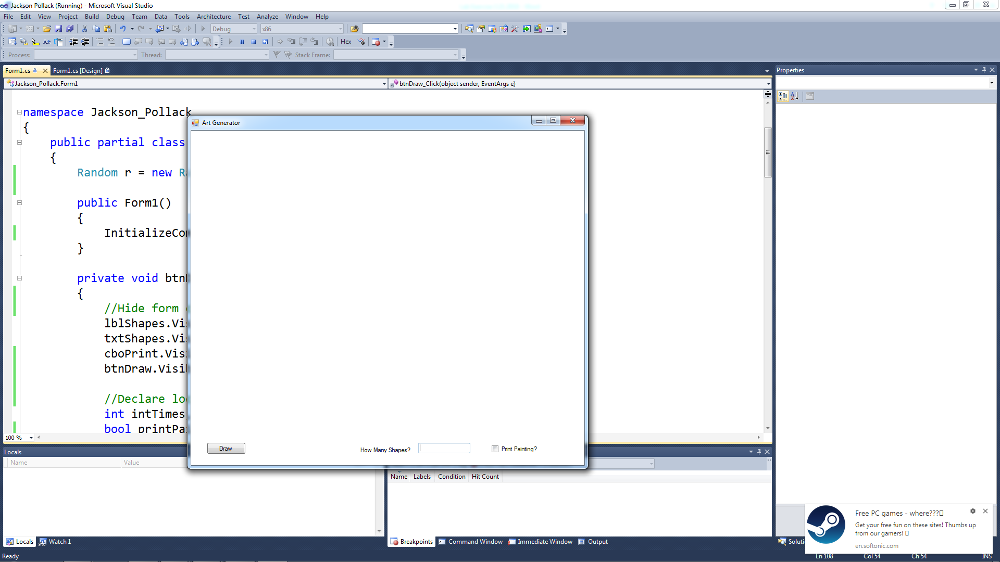 Jackson Pollack (Running) - Microsoft Visual Studio
File Edit View Project Build Debug Team Data Tools Architecture Test Analyze Window Help
Debug x86
Hex
Process: Thread: Stack Frame:
Form1.cs Form1.cs [Design]
Jackson_Pollack.Form1 btnDraw_Click(object sender, EventArgs e)
Properties
namespace Jackson_Pollack
{
public partial class
{
Random r = new Ra
public Form1()
{
InitializeCom
}
private void btn
{
//Hide form
lblShapes.Vis
txtShapes.Vis
cboPrint.Visi
btnDraw.Visib
//Declare lo
int intTimes
bool printPa
100 %
Art Generator
Draw How Many Shapes? Print Painting?
Locals
Name Value
Name Labels Condition Hit Count
Locals Watch 1
Breakpoints Command Window Immediate Window Output
Soluti
Free PC games - where???
Get your free fun on these sites! Thumbs up
from our gamers!
en.softonic.com
Ready Ln 108 Col 54 Ch 54 INS